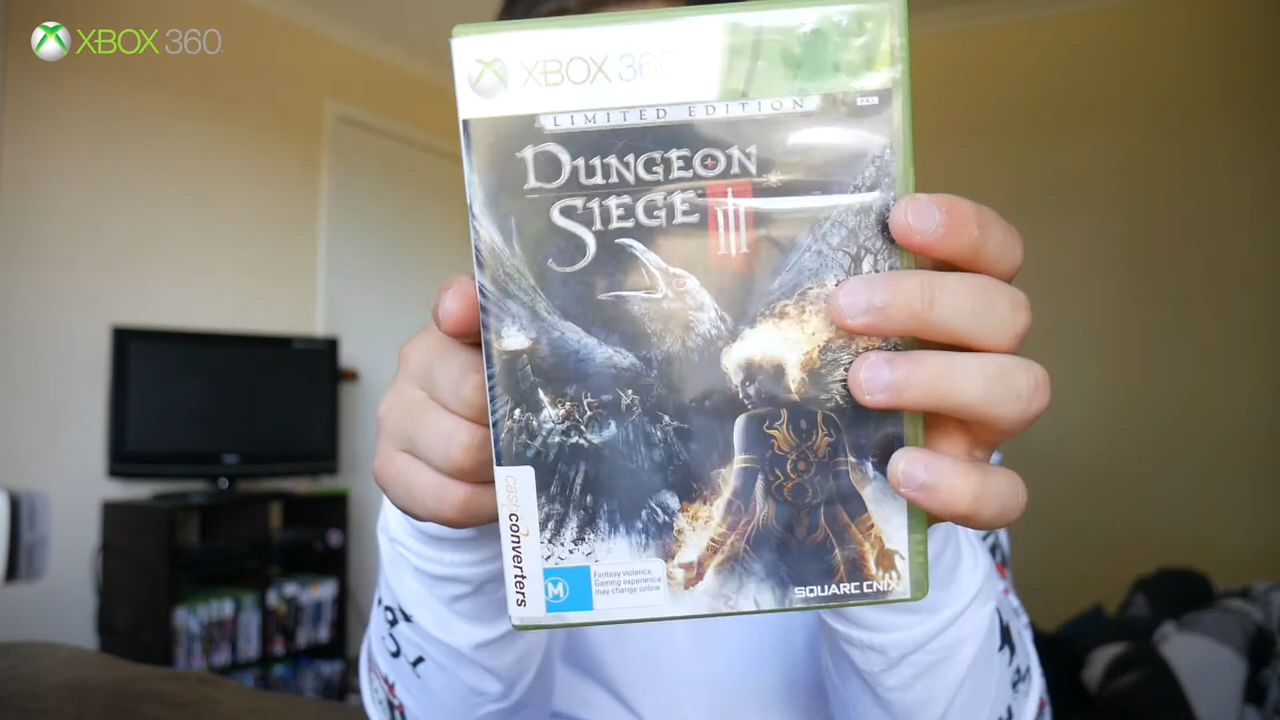 XBOX 360
XBOX 360
LIMITED EDITION
PAL
DUNGEON
SIEGE III
cash converters
M
Fantasy violence.
Gaming experience
may change online
SQUARE ENIX